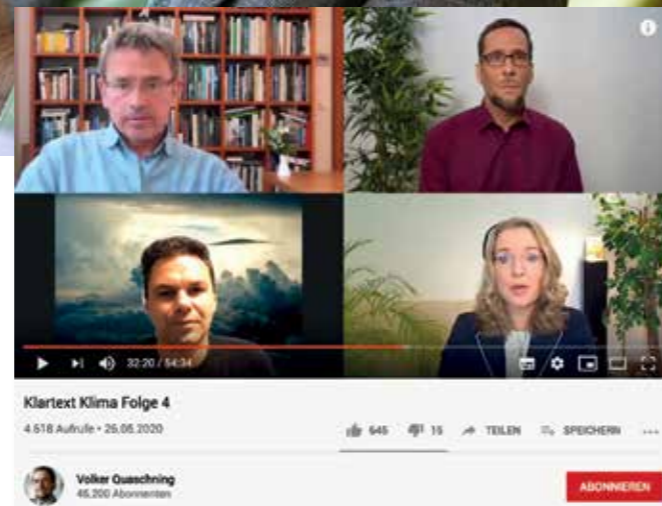 32:20 / 54:34
Klartext Klima Folge 4
4.618 Aufrufe • 26.05.2020
645
15
TEILEN
SPEICHERN
Volker Quaschning
45.200 Abonnenten
ABONNIEREN